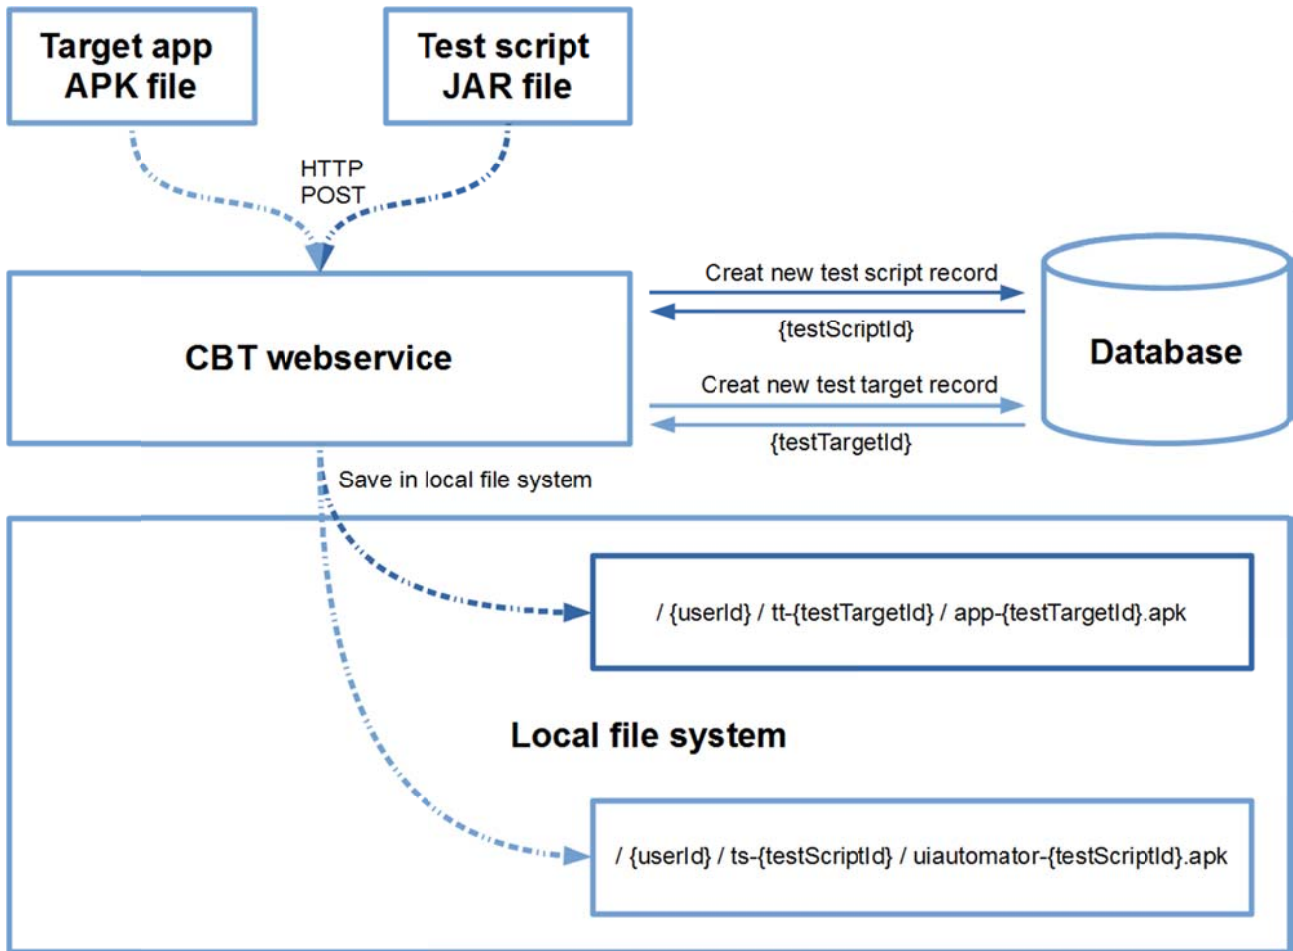 Target app
APK file
Test script
JAR file
HTTP
POST
Creat new test script record
{testScriptId}
CBT webservice
Database
Creat new test target record
{testTargetId}
Save in local file system
/ {userId} / tt-{testTargetId} / app-{testTargetId}.apk
Local file system
/ {userId} / ts-{testScriptId} / uiautomator-{testScriptId}.apk